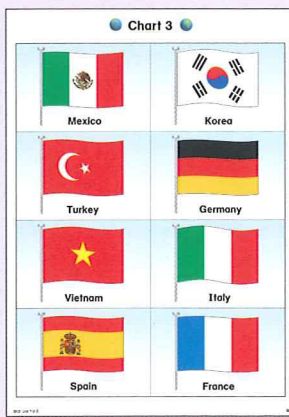 Chart 3
Mexico
Korea
Turkey
Germany
Vietnam
Italy
Spain
France